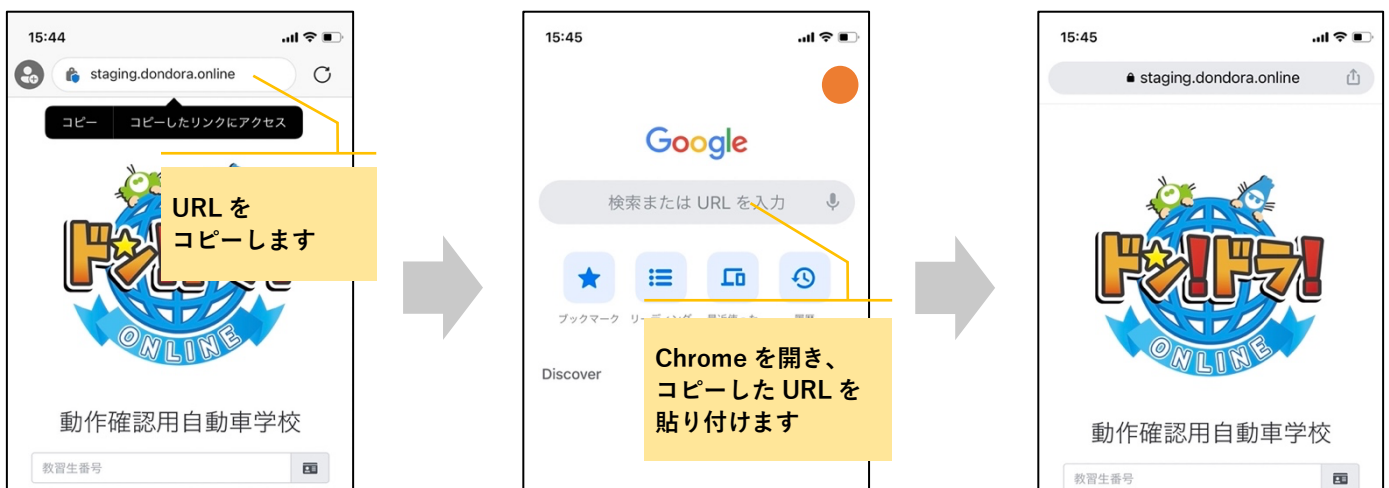 15:44
staging.dondora.online
コピー コピーしたリンクにアクセス
URL を
コピーします
ONLINE
動作確認用自動車学校
教習生番号
15:45
Google
検索または URL を入力
ブックマーク
Discover
Chrome を開き、
コピーした URL を
貼り付けます
15:45
staging.dondora.online
ドン!ドラ!
ONLINE
動作確認用自動車学校
教習生番号